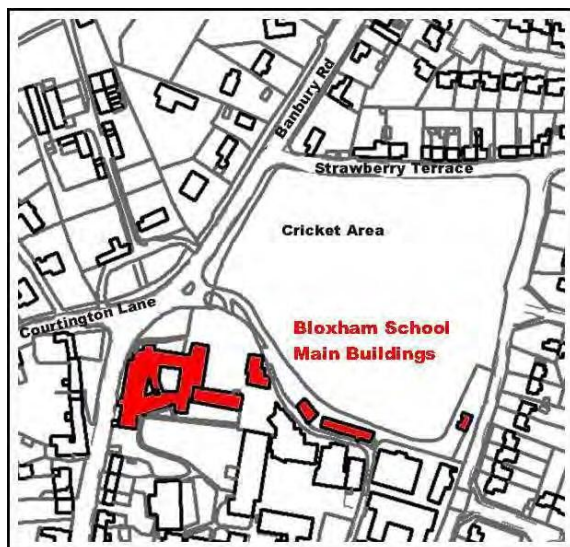 Banbury Rd
Strawberry Terrace
Cricket Area
Courtington Lane
Bloxham School
Main Buildings